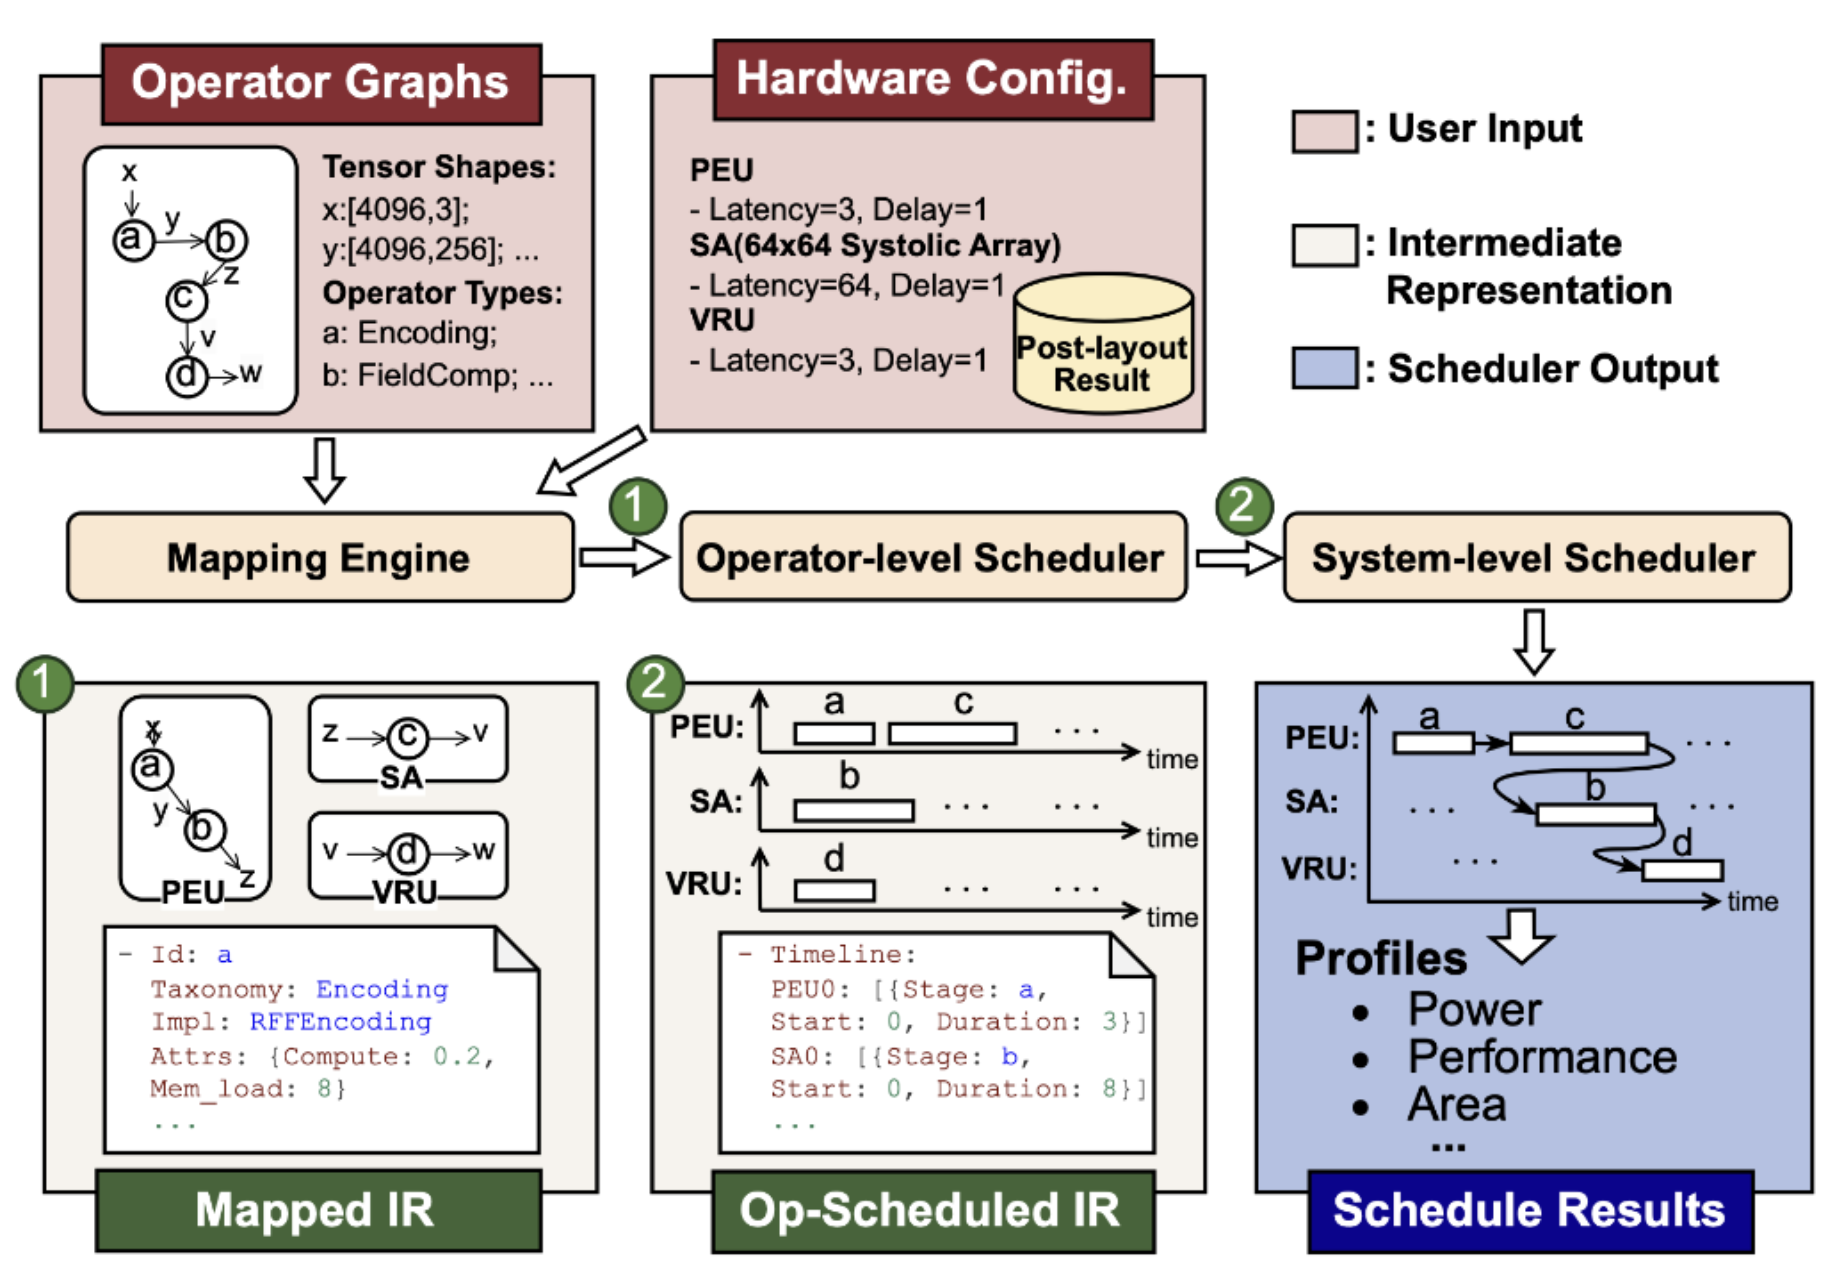 Operator Graphs
x
a
y
b
z
c
v
d
w
Tensor Shapes:
x:[4096,3];
y:[4096,256]; ...
Operator Types:
a: Encoding;
b: FieldComp; ...
Hardware Config.
PEU
- Latency=3, Delay=1
SA(64x64 Systolic Array)
- Latency=64, Delay=1
VRU
- Latency=3, Delay=1
Post-layout
Result
: User Input
: Intermediate
Representation
: Scheduler Output
Mapping Engine
1
Operator-level Scheduler
2
System-level Scheduler
1
x
a
y
b
z
PEU
z c v
SA
v d w
VRU
- Id: a
Taxonomy: Encoding
Impl: RFFEncoding
Attrs: {Compute: 0.2,
Mem_load: 8}
...
Mapped IR
2
a c
PEU: ...
time
b
SA: ... ...
time
d
VRU: ... ...
time
- Timeline:
PEU0: [{Stage: a,
Start: 0, Duration: 3}]
SA0: [{Stage: b,
Start: 0, Duration: 8}]
...
Op-Scheduled IR
a c
PEU: ...
b
SA: ... ...
d
VRU: ...
time
Profiles
• Power
• Performance
• Area
...
Schedule Results